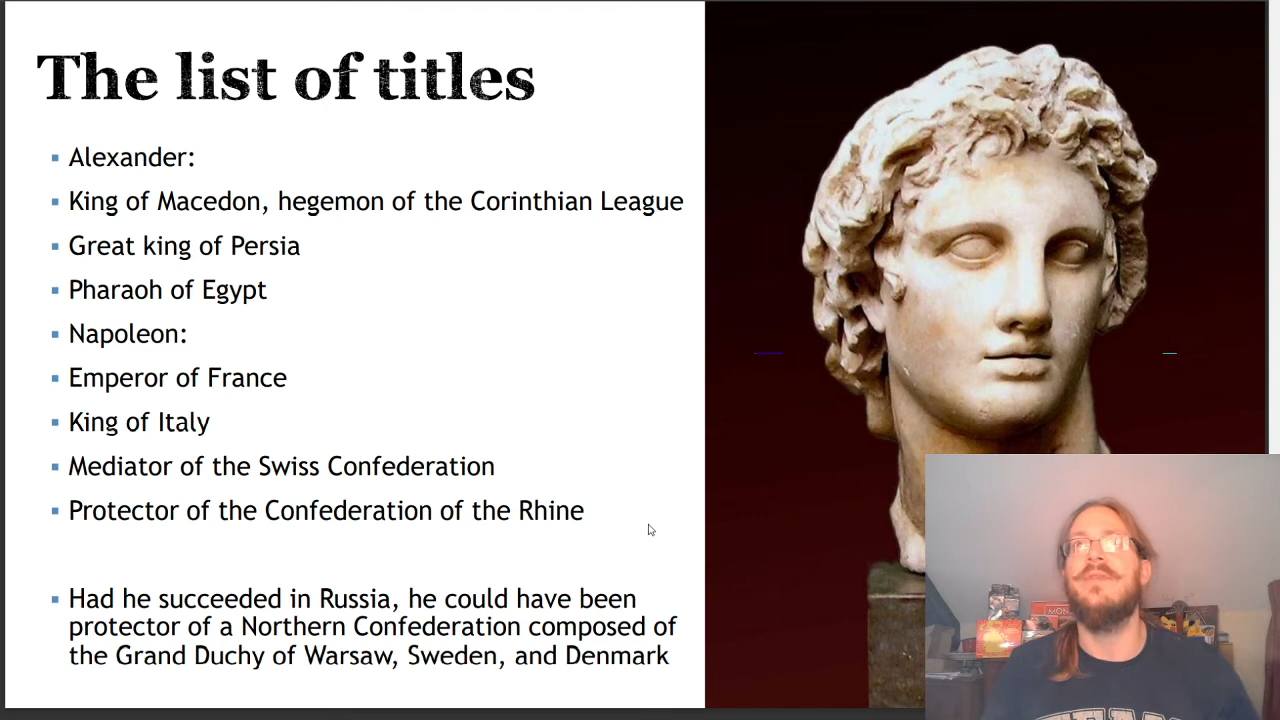 The list of titles
Alexander:
King of Macedon, hegemon of the Corinthian League
Great king of Persia
Pharaoh of Egypt
Napoleon:
Emperor of France
King of Italy
Mediator of the Swiss Confederation
Protector of the Confederation of the Rhine
Had he succeeded in Russia, he could have been
protector of a Northern Confederation composed of
the Grand Duchy of Warsaw, Sweden, and Denmark